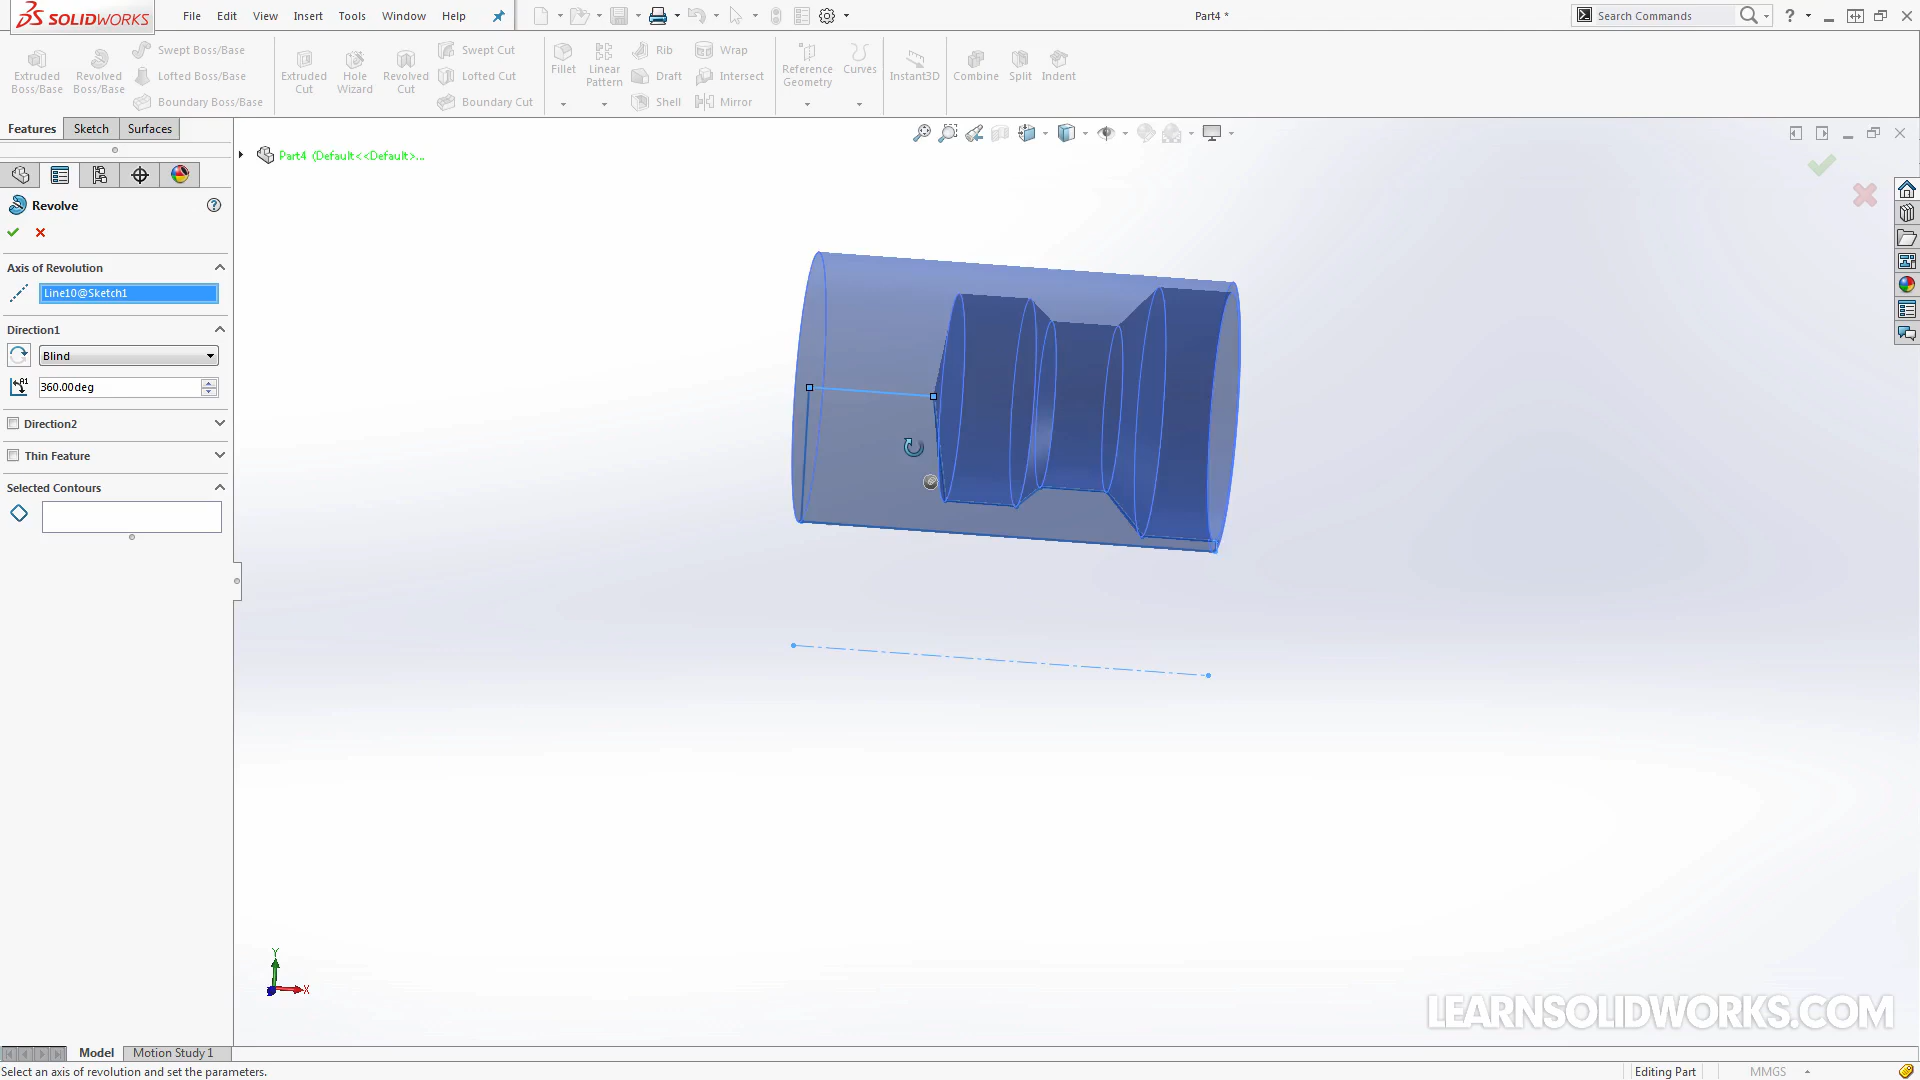 SOLIDWORKS File Edit View Insert Tools Window Help Part4 * Search Commands
Extruded Boss/Base
Revolved Boss/Base
Swept Boss/Base
Lofted Boss/Base
Boundary Boss/Base
Extruded Cut
Hole Wizard
Revolved Cut
Swept Cut
Lofted Cut
Boundary Cut
Fillet
Linear Pattern
Rib
Draft
Shell
Wrap
Intersect
Mirror
Reference Geometry
Curves
Instant3D
Combine
Split
Indent
Features Sketch Surfaces
Part4 (Default<<Default>...
Revolve
Axis of Revolution
Line10@Sketch1
Direction1
Blind
360.00deg
Direction2
Thin Feature
Selected Contours
Y
X
LEARNSOLIDWORKS.COM
Model Motion Study 1
Select an axis of revolution and set the parameters. Editing Part MMGS